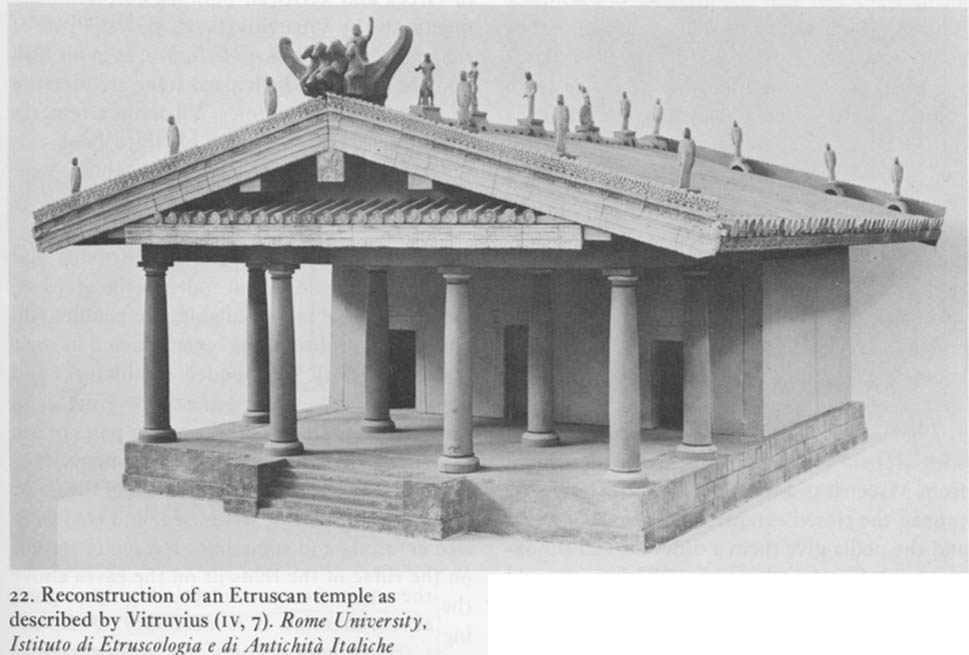 22. Reconstruction of an Etruscan temple as
described by Vitruvius (IV, 7). Rome University,
Istituto di Etruscologia e di Antichità Italiche